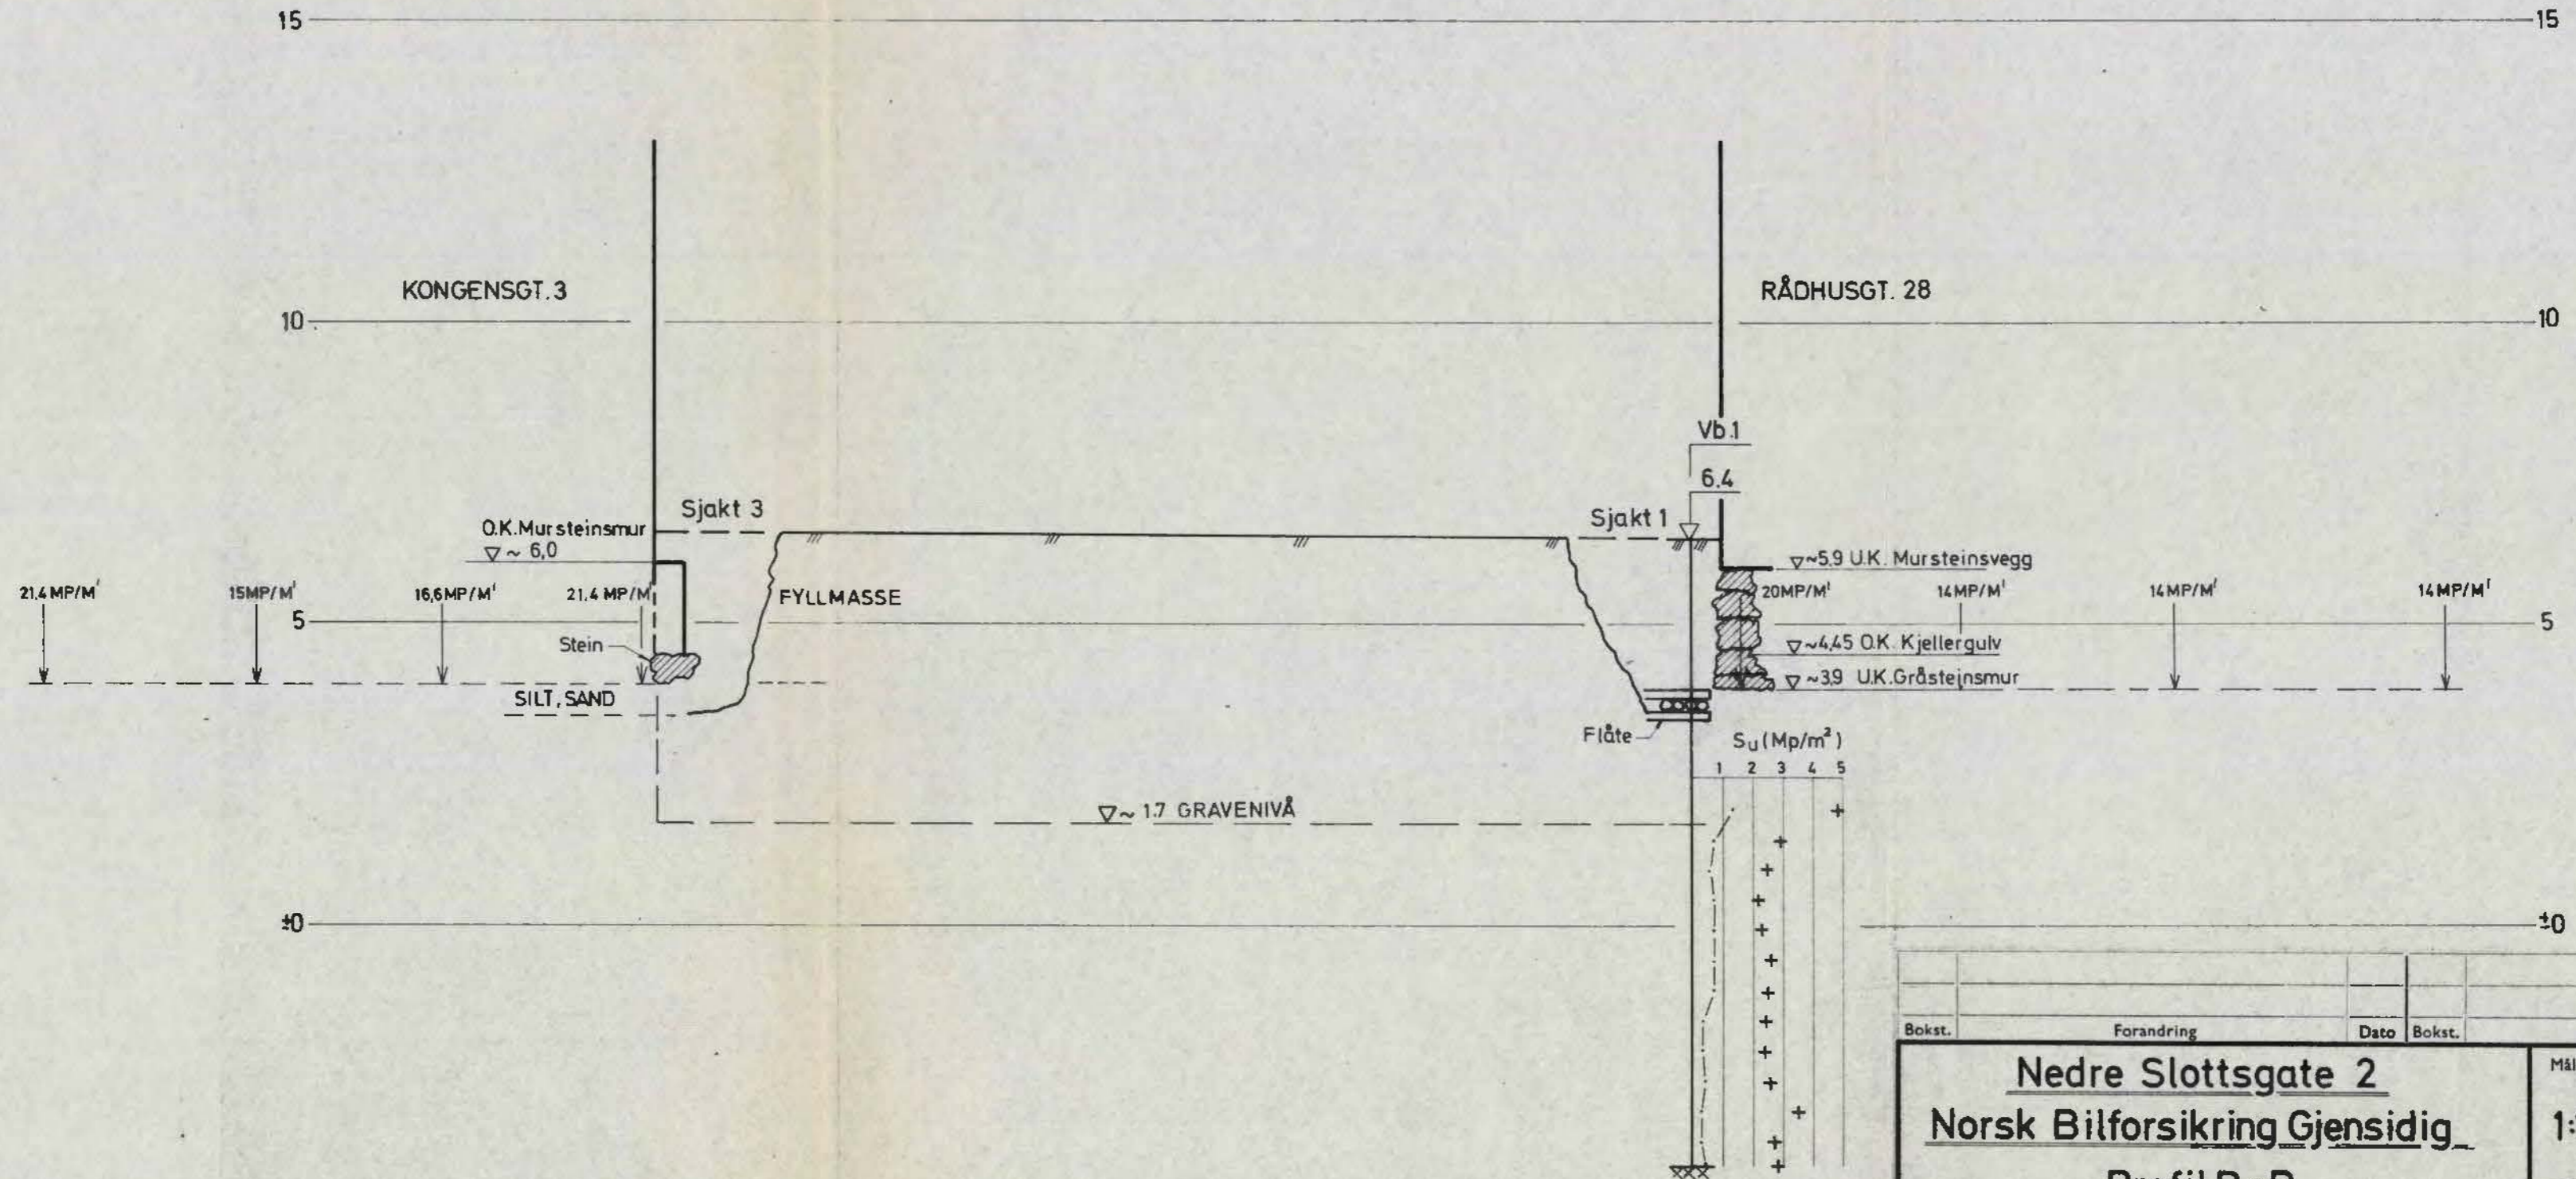 15
15
KONGENSGT. 3
RÅDHUSGT. 28
10
10
Vb.1
6.4
Sjakt 3
Sjakt 1
O.K. Mursteinsmur
▽ ~ 6,0
▽~5.9 U.K. Mursteinsvegg
21,4 MP/M'
15MP/M'
16,6MP/M'
21.4 MP/M'
FYLLMASSE
20MP/M'
14MP/M'
14MP/M'
14MP/M'
5
5
Stein
▽~4,45 O.K. Kjellergulv
▽ ~3,9 U.K. Gråsteinsmur
SILT, SAND
Flåte
Su (Mp/m²)
1 2 3 4 5
▽~ 1.7 GRAVENIVÅ
±0
±0
Bokst. Forandring Dato Bokst.
Nedre Slottsgate 2
Norsk Bilforsikring Gjensidig
1: